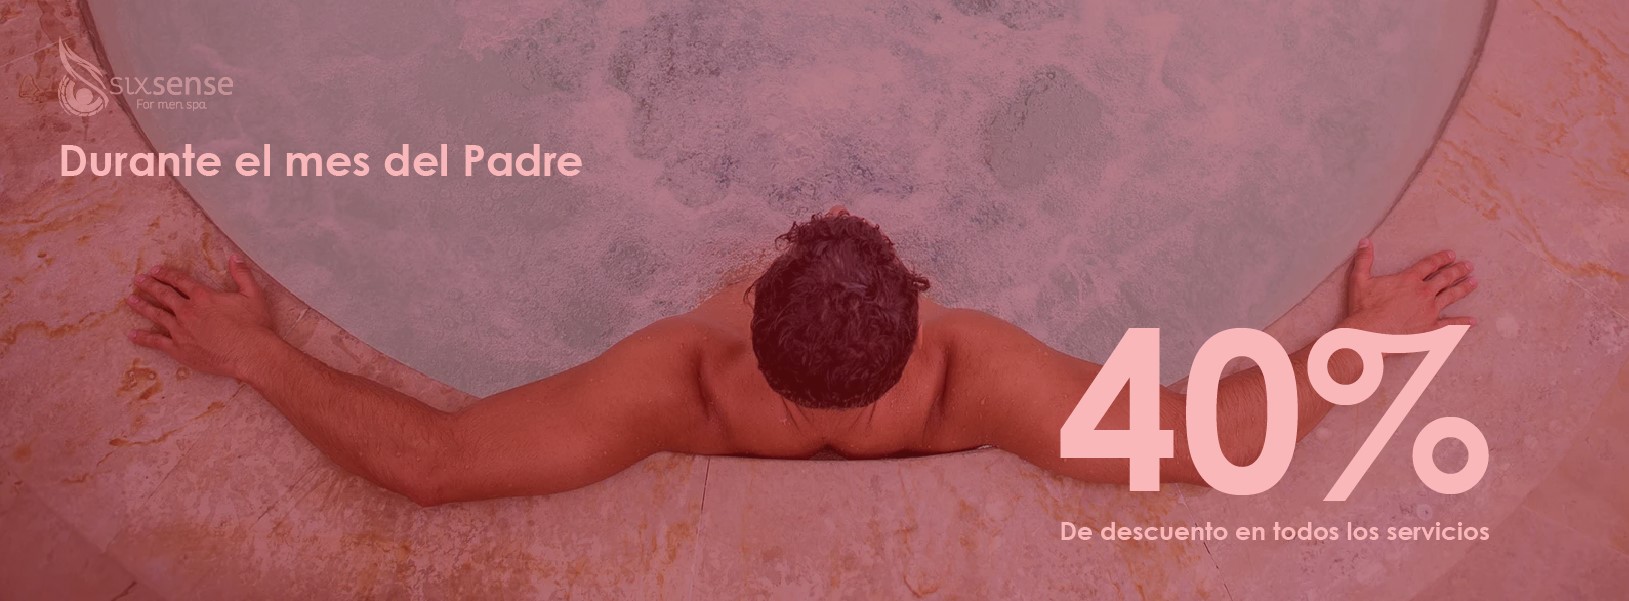 sixsense
For men. spa.
Durante el mes del Padre
40%
De descuento en todos los servicios